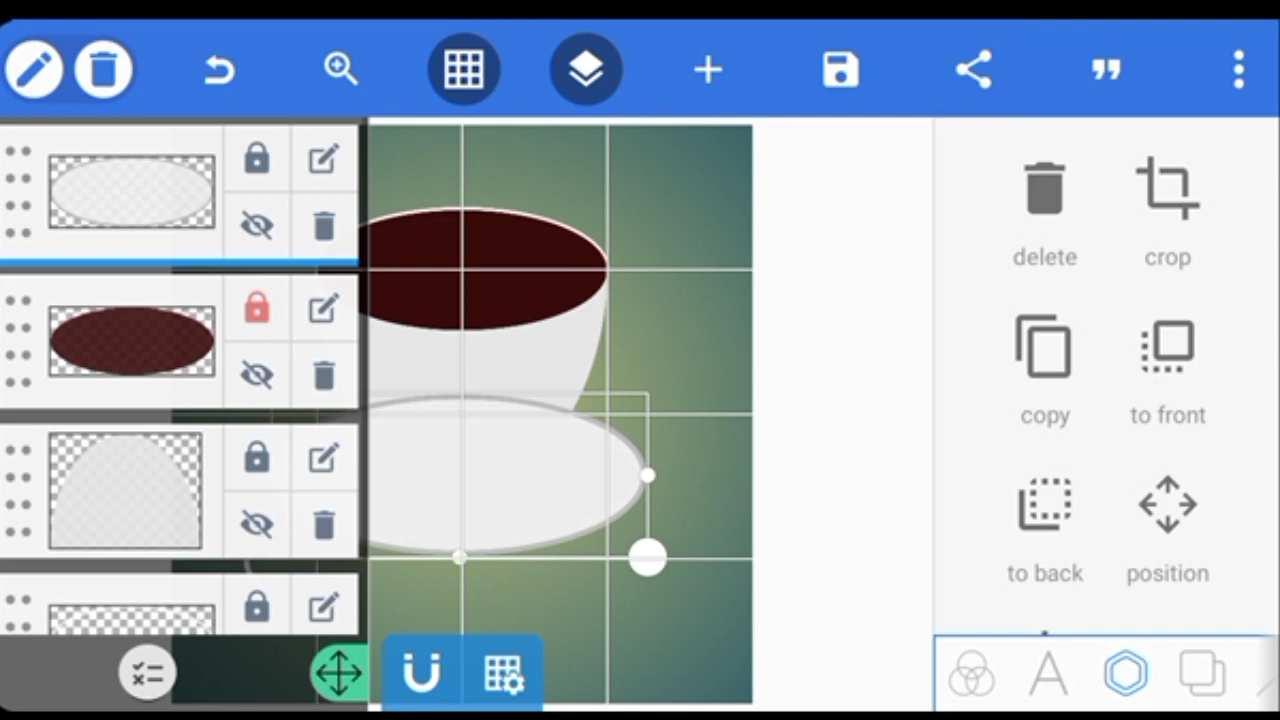 delete
crop
copy
to front
to back
position